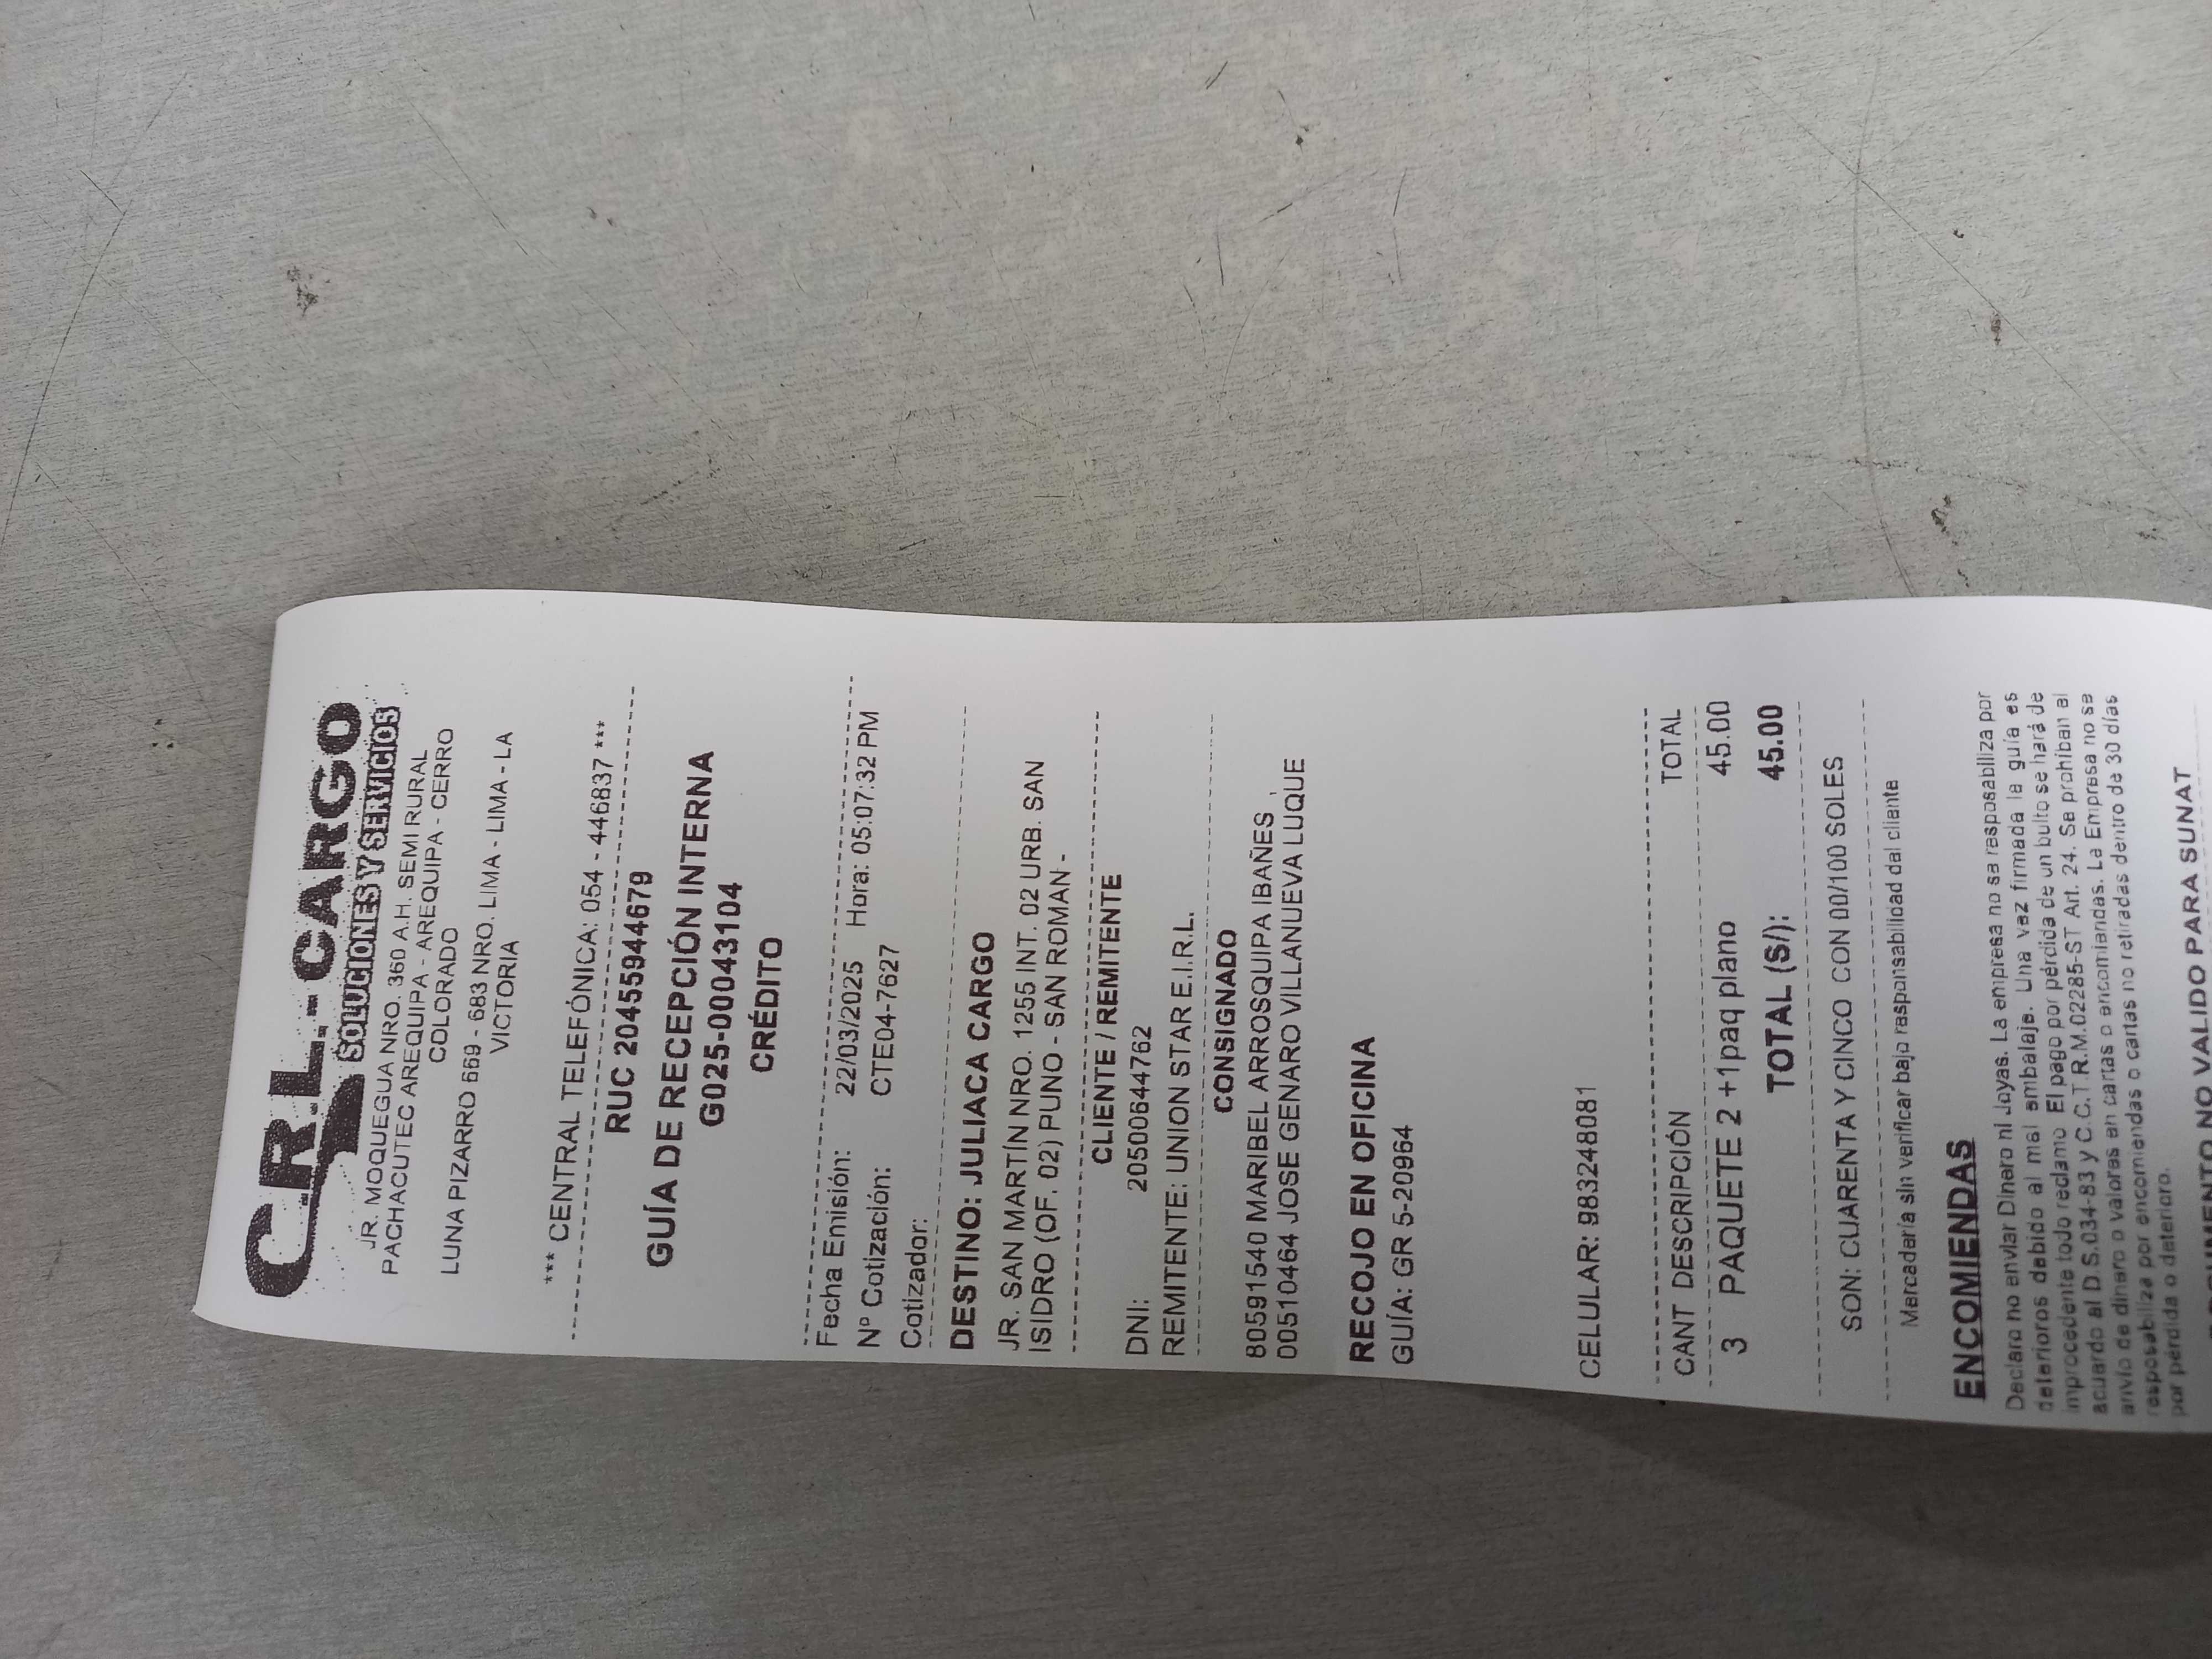 C.R.L. CARGO
SOLUCIONES Y SERVICIOS
JR. MOQUEGUA NRO. 360 A.H. SEMI RURAL
PACHACUTEC AREQUIPA - AREQUIPA - CERRO
COLORADO
LUNA PIZARRO 669 - 683 NRO. LIMA - LIMA - LA
VICTORIA
*** CENTRAL TELEFÓNICA: 054 - 446837 ***
RUC 20455944679
GUÍA DE RECEPCIÓN INTERNA
G025-00043104
CRÉDITO
Fecha Emisión: 22/03/2025 Hora: 05:07:32 PM
Nº Cotización: CTE04-7627
Cotizador:
DESTINO: JULIACA CARGO
JR. SAN MARTÍN NRO. 1255 INT. 02 URB. SAN
ISIDRO (OF. 02) PUNO - SAN ROMAN -
CLIENTE / REMITENTE
DNI: 20500644762
REMITENTE: UNION STAR E.I.R.L.
CONSIGNADO
80591540 MARIBEL ARROSQUIPA IBAÑES ,
00510464 JOSE GENARO VILLANUEVA LUQUE
RECOJO EN OFICINA
GUÍA: GR 5-20964
CELULAR: 983248081
CANT DESCRIPCIÓN TOTAL
3 PAQUETE 2 +1paq plano 45.00
TOTAL (S/): 45.00
SON: CUARENTA Y CINCO CON 00/100 SOLES
Mercadería sin verificar bajo responsabilidad del cliente
ENCOMIENDAS
Declaro no enviar Dinero ni Joyas. La empresa no se resposabiliza por
deterioros debido al mal embalaje. Una vez firmada la guía es
improcedente todo reclamo El pago por pérdida de un bulto se hará de
acuerdo al D.S.034-83 y C.C.T.R.M.02285-ST Art. 24. Se prohiban el
envío de dinero o valores en cartas o encomiendas. La Empresa no se
resposabiliza por encomiendas o cartas no retiradas dentro de 30 días
por pérdida o deterioro.
NO VALIDO PARA SUNAT